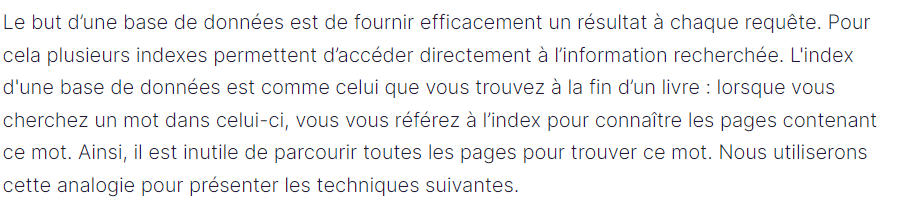 Le but d’une base de données est de fournir efficacement un résultat à chaque requête. Pour
cela plusieurs indexes permettent d’accéder directement à l’information recherchée. L'index
d'une base de données est comme celui que vous trouvez à la fin d’un livre : lorsque vous
cherchez un mot dans celui-ci, vous vous référez à l’index pour connaître les pages contenant
ce mot. Ainsi, il est inutile de parcourir toutes les pages pour trouver ce mot. Nous utiliserons
cette analogie pour présenter les techniques suivantes.